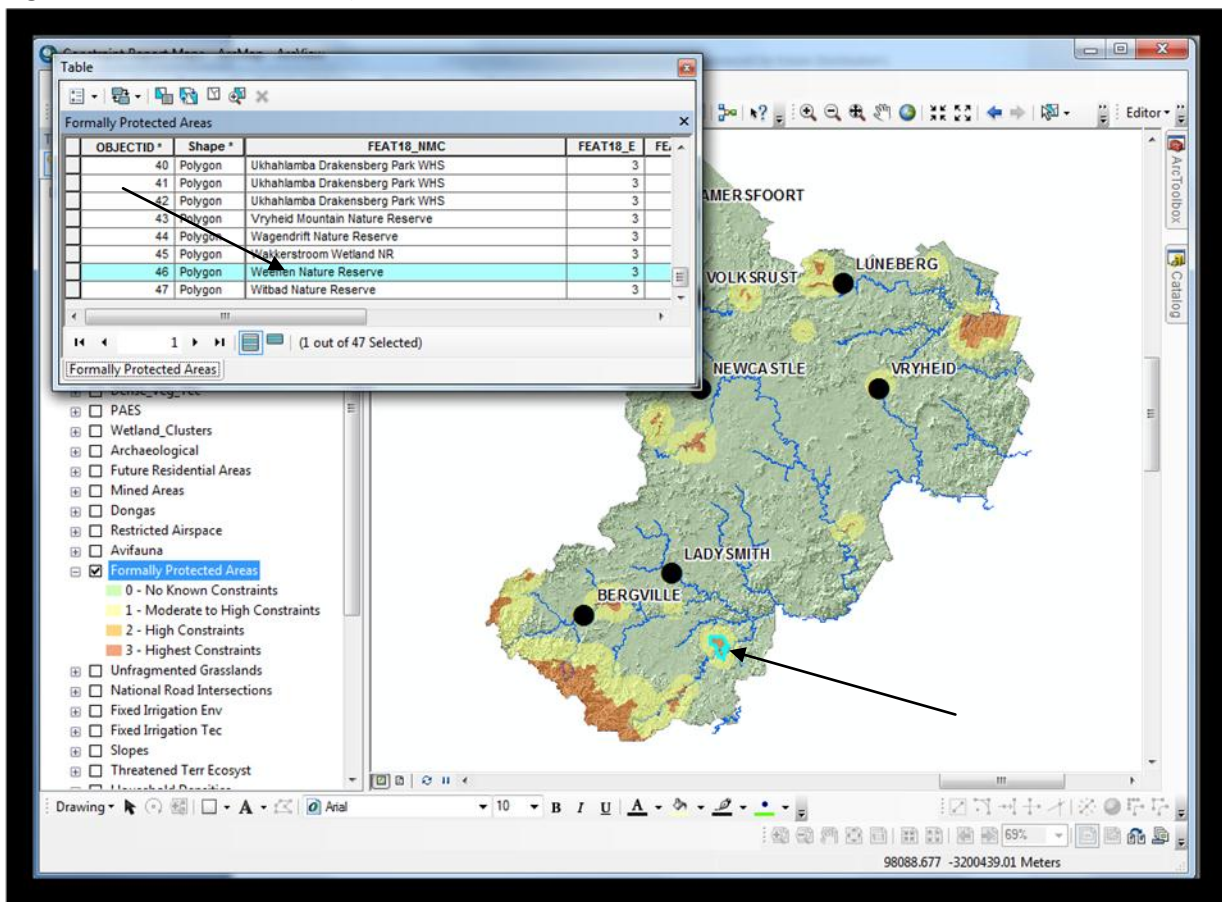 Table
Formally Protected Areas
OBJECTID * Shape * FEAT18_NMC FEAT18_E
40 Polygon Ukhahlamba Drakensberg Park WHS 3
41 Polygon Ukhahlamba Drakensberg Park WHS 3
42 Polygon Ukhahlamba Drakensberg Park WHS 3
43 Polygon Vryheid Mountain Nature Reserve 3
44 Polygon Wagendrift Nature Reserve 3
45 Polygon Wakkerstroom Wetland NR 3
46 Polygon Weenen Nature Reserve 3
47 Polygon Witbad Nature Reserve 3
1 (1 out of 47 Selected)
Formally Protected Areas
Editor
ArcToolbox
Catalog
PAES
Wetland_Clusters
Archaeological
Future Residential Areas
Mined Areas
Dongas
Restricted Airspace
Avifauna
Formally Protected Areas
0 - No Known Constraints
1 - Moderate to High Constraints
2 - High Constraints
3 - Highest Constraints
Unfragmented Grasslands
National Road Intersections
Fixed Irrigation Env
Fixed Irrigation Tec
Slopes
Threatened Terr Ecosyst
AMERSFOORT
VOLKSRUST
LÜNEBERG
NEWCASTLE
VRYHEID
LADYSMITH
BERGVILLE
Drawing A Arial 10 B I U A
69%
98088.677 -3200439.01 Meters